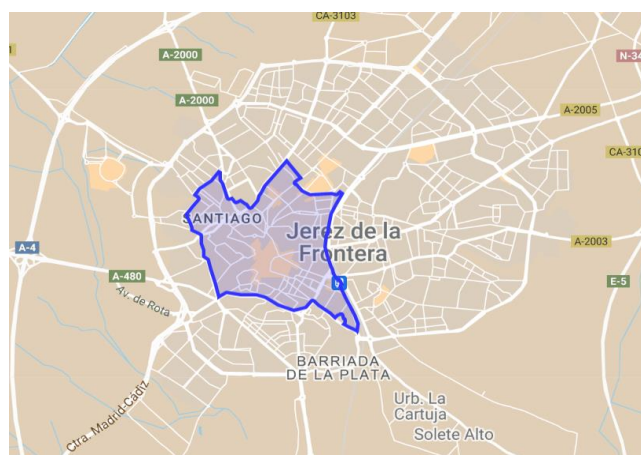 CA-3103
A-2000
N-34
A-2000
A-2005
CA-310
SANTIAGO
Jerez de la
Frontera
A-2003
A-4
A-480
E-5
Av. de Rota
BARRIADA
DE LA PLATA
Ctra. Madrid-Cádiz
Urb. La
Cartuja
Solete Alto